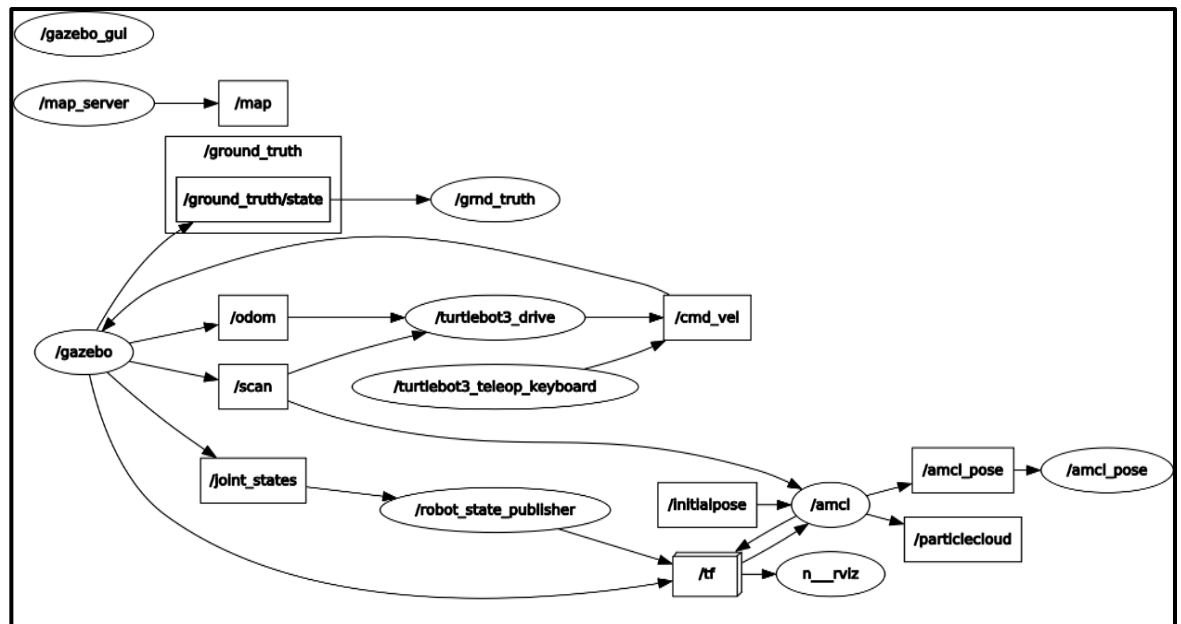 /gazebo_gui
/map_server
/map
/ground_truth
/ground_truth/state
/grnd_truth
/odom
/turtlebot3_drive
/cmd_vel
/gazebo
/scan
/turtlebot3_teleop_keyboard
/joint_states
/robot_state_publisher
/initialpose
/amcl
/amcl_pose
/amcl_pose
/particlecloud
/tf
n__rviz